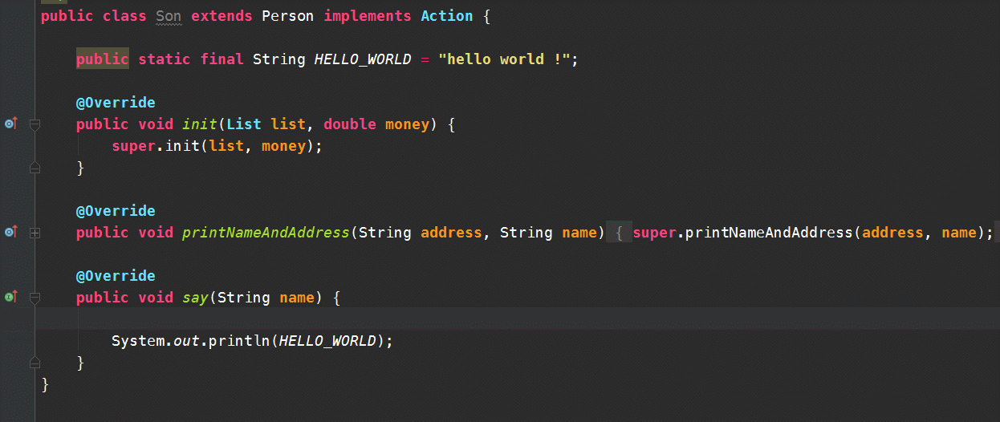 public class Son extends Person implements Action {
public static final String HELLO_WORLD = "hello world !";
@Override
public void init(List list, double money) {
super.init(list, money);
}
@Override
public void printNameAndAddress(String address, String name) { super.printNameAndAddress(address, name);
@Override
public void say(String name) {
System.out.println(HELLO_WORLD);
}
}